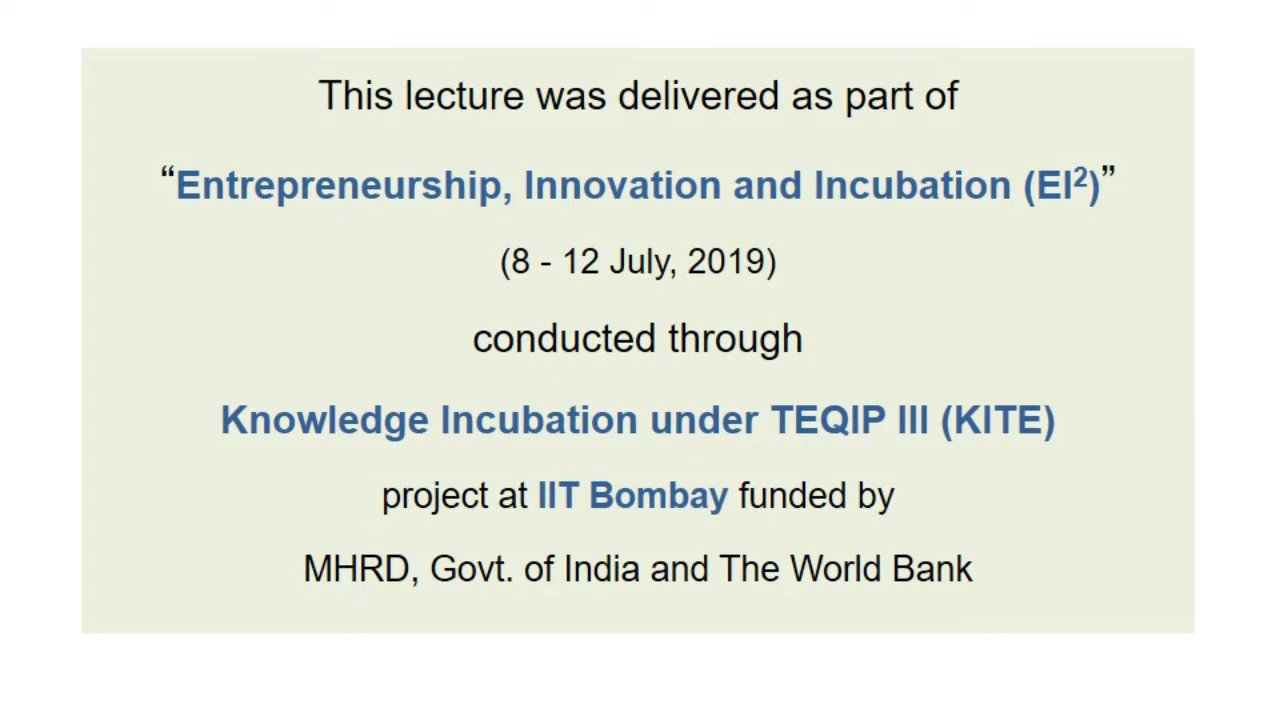 This lecture was delivered as part of
“Entrepreneurship, Innovation and Incubation (EI²)”
(8 - 12 July, 2019)
conducted through
Knowledge Incubation under TEQIP III (KITE)
project at IIT Bombay funded by
MHRD, Govt. of India and The World Bank